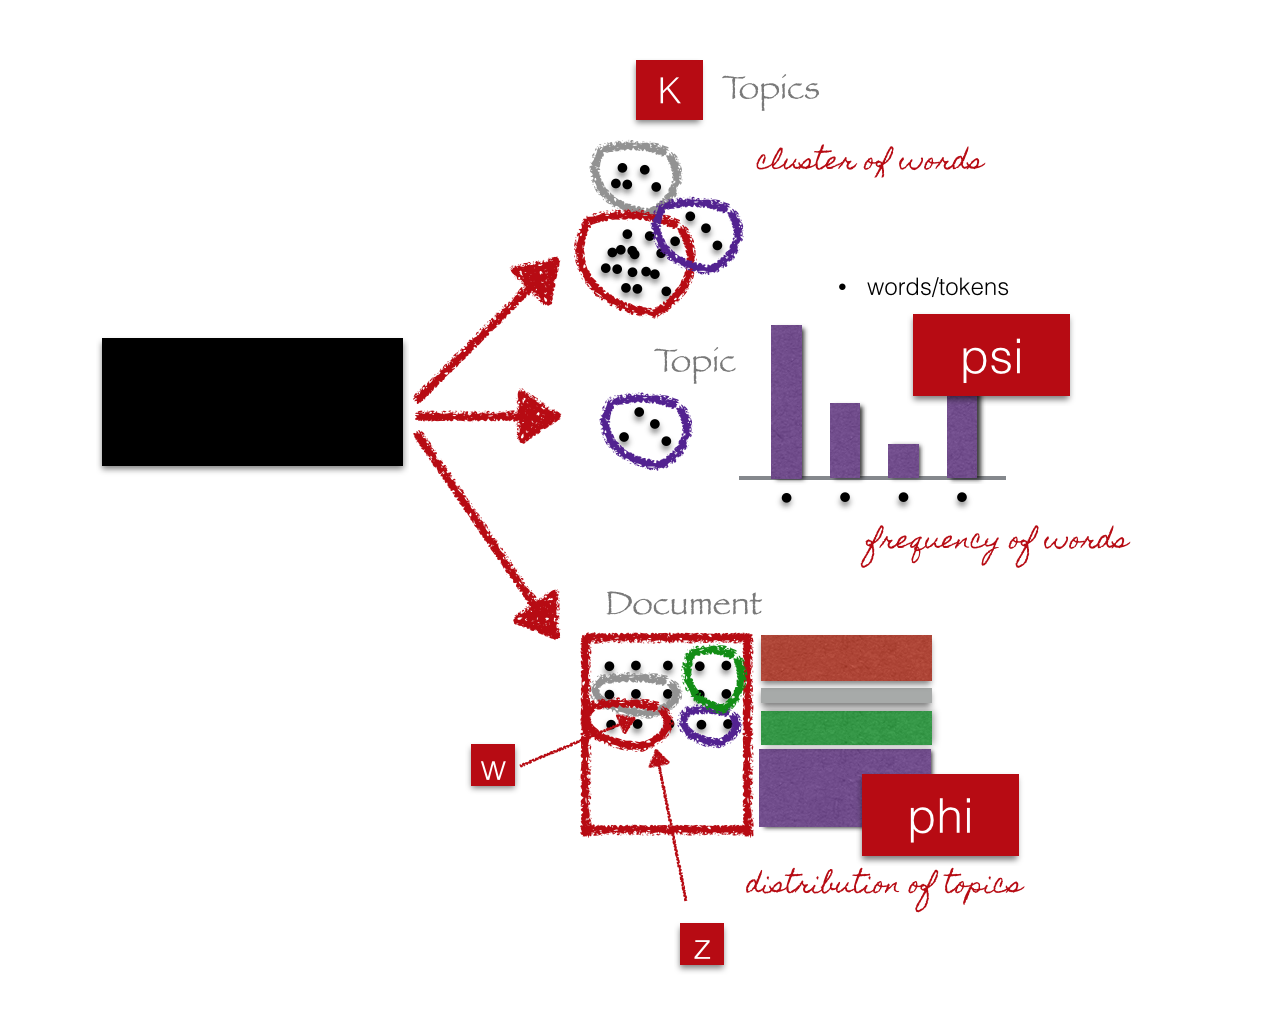 K Topics
cluster of words
• words/tokens
psi
Topic
frequency of words
Document
w
phi
distribution of topics
z